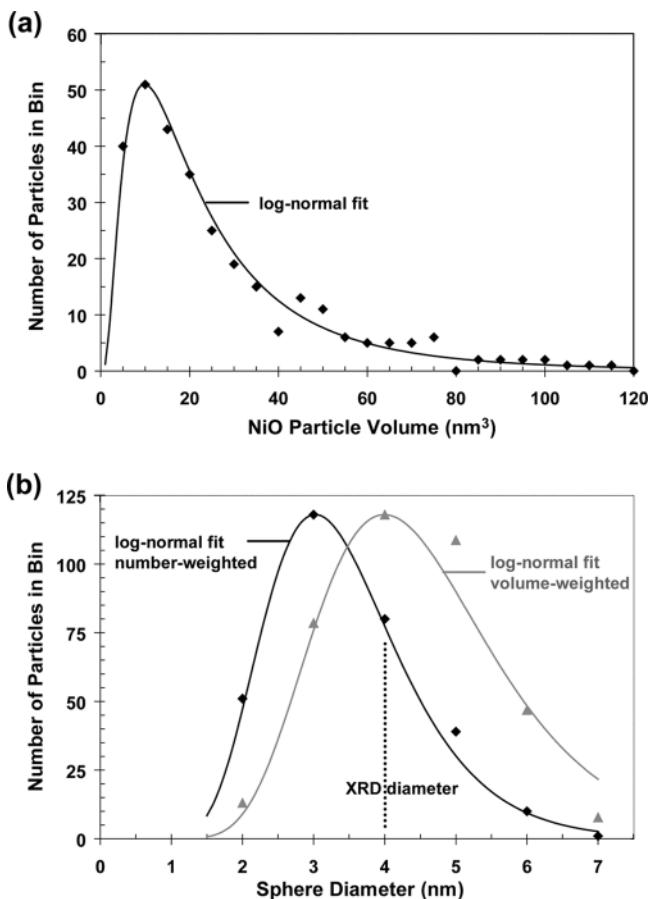 (a)
60
50
40
30
20
10
0
Number of Particles in Bin
log-normal fit
0 20 40 60 80 100 120
NiO Particle Volume (nm³)
(b)
125
100
75
50
25
0
Number of Particles in Bin
log-normal fit
number-weighted
log-normal fit
volume-weighted
XRD diameter
0 1 2 3 4 5 6 7
Sphere Diameter (nm)